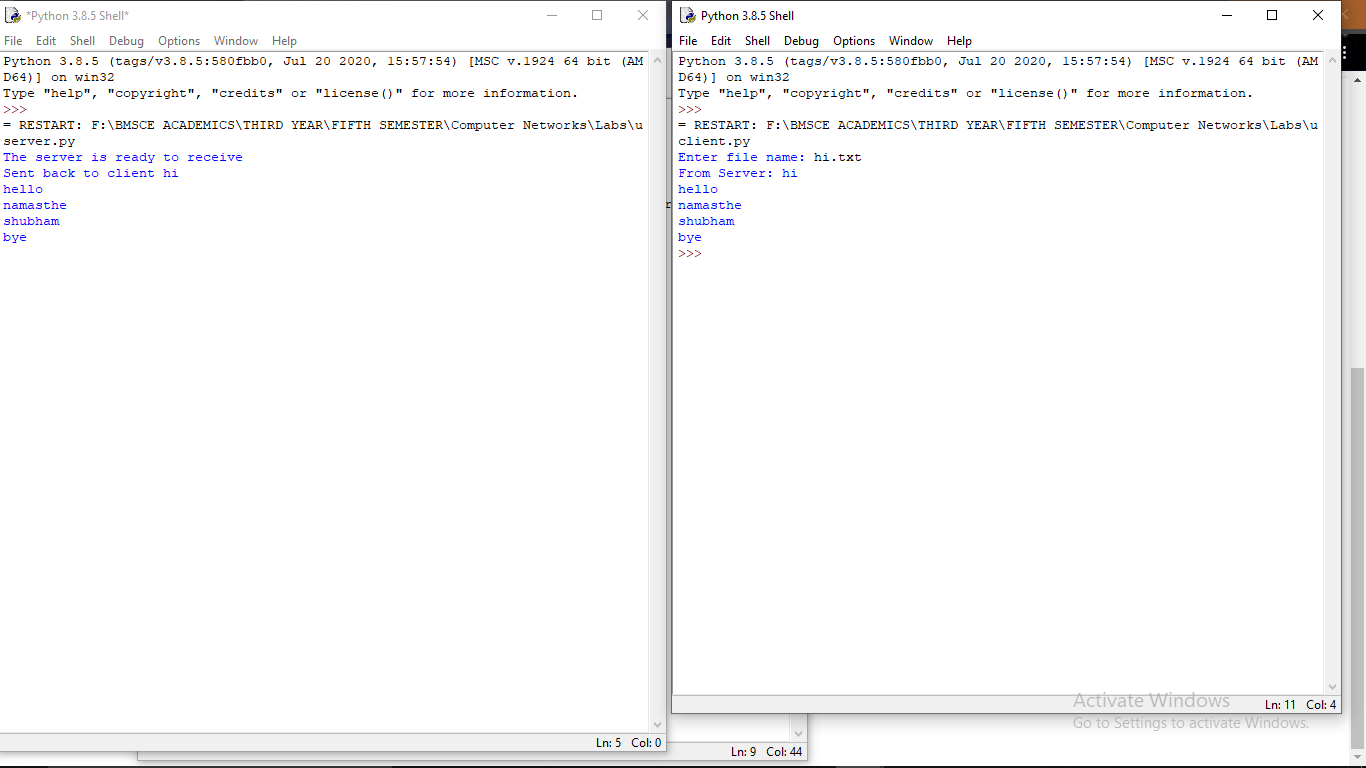 *Python 3.8.5 Shell*
File Edit Shell Debug Options Window Help
Python 3.8.5 (tags/v3.8.5:580fbb0, Jul 20 2020, 15:57:54) [MSC v.1924 64 bit (AM
D64)] on win32
Type "help", "copyright", "credits" or "license()" for more information.
>>>
= RESTART: F:\BMSCE ACADEMICS\THIRD YEAR\FIFTH SEMESTER\Computer Networks\Labs\u
server.py
The server is ready to receive
Sent back to client hi
hello
namasthe
shubham
bye
Ln: 5 Col: 0
Python 3.8.5 Shell
File Edit Shell Debug Options Window Help
Python 3.8.5 (tags/v3.8.5:580fbb0, Jul 20 2020, 15:57:54) [MSC v.1924 64 bit (AM
D64)] on win32
Type "help", "copyright", "credits" or "license()" for more information.
>>>
= RESTART: F:\BMSCE ACADEMICS\THIRD YEAR\FIFTH SEMESTER\Computer Networks\Labs\u
client.py
Enter file name: hi.txt
From Server: hi
hello
namasthe
shubham
bye
>>>
Ln: 11 Col: 4
Activate Windows
Go to Settings to activate Windows.
Ln: 9 Col: 44